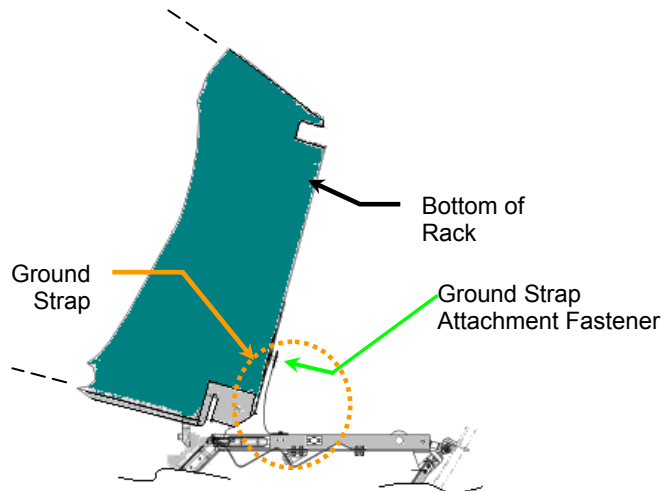 Bottom of
Rack
Ground
Strap
Ground Strap
Attachment Fastener